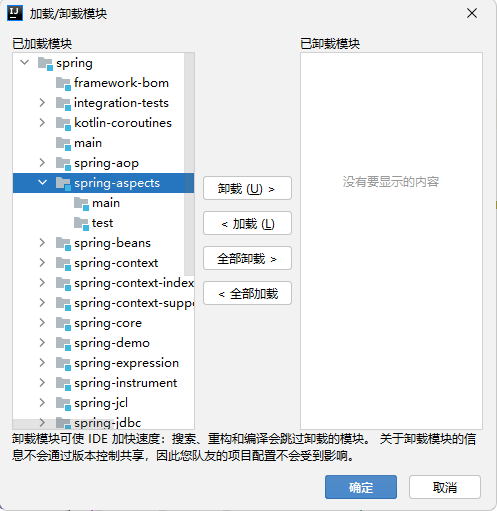 加载/卸载模块
已加载模块
已卸载模块
spring
framework-bom
integration-tests
kotlin-coroutines
main
spring-aop
spring-aspects
main
test
spring-beans
spring-context
spring-context-index
spring-context-suppo
spring-core
spring-demo
spring-expression
spring-instrument
spring-jcl
spring-jdbc
卸载 (U) >
< 加载 (L)
全部卸载 >
< 全部加载
没有要显示的内容
卸载模块可使 IDE 加快速度：搜索、重构和编译会跳过卸载的模块。 关于卸载模块的信
息不会通过版本控制共享，因此您队友的项目配置不会受到影响。
确定
取消